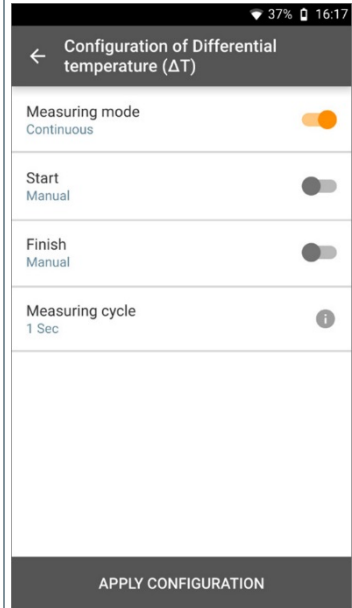 37% 16:17
Configuration of Differential
temperature (ΔT)
Measuring mode
Continuous
Start
Manual
Finish
Manual
Measuring cycle
1 Sec
APPLY CONFIGURATION